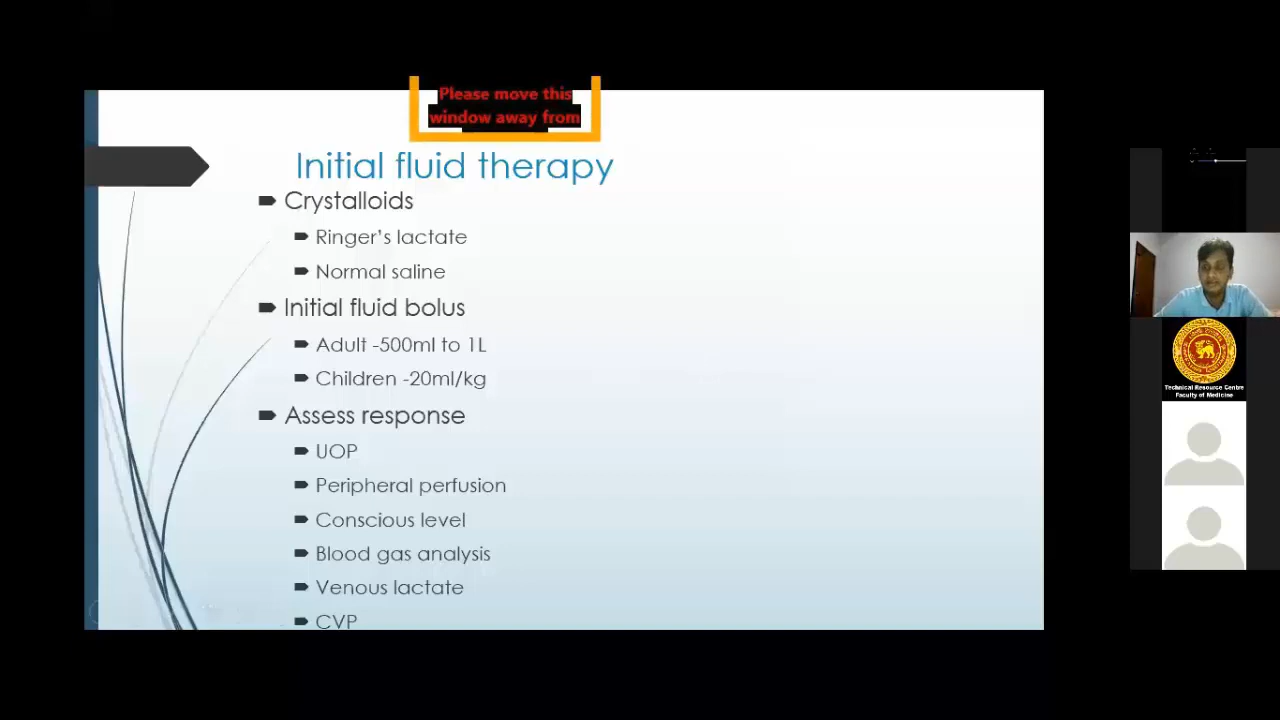 Please move this
window away from
Initial fluid therapy
Crystalloids
Ringer’s lactate
Normal saline
Initial fluid bolus
Adult -500ml to 1L
Children -20ml/kg
Assess response
UOP
Peripheral perfusion
Conscious level
Blood gas analysis
Venous lactate
CVP
Technical Resource Centre
Faculty of Medicine